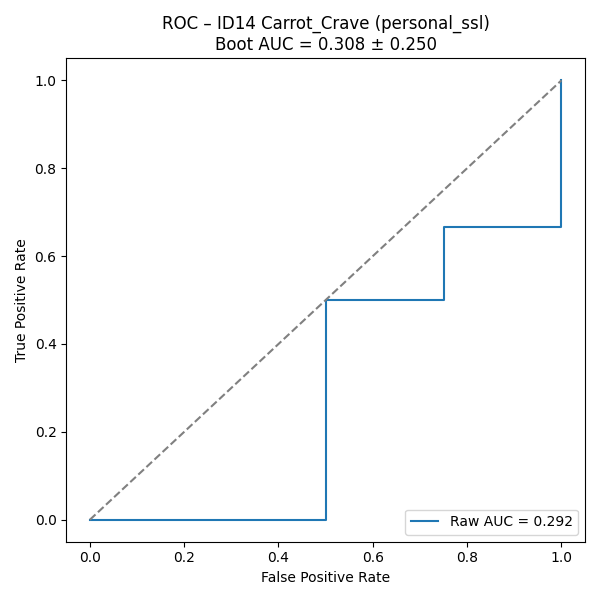 ROC – ID14 Carrot_Crave (personal_ssl)
Boot AUC = 0.308 ± 0.250
1.0
0.8
0.6
0.4
0.2
0.0
True Positive Rate
Raw AUC = 0.292
0.0 0.2 0.4 0.6 0.8 1.0
False Positive Rate